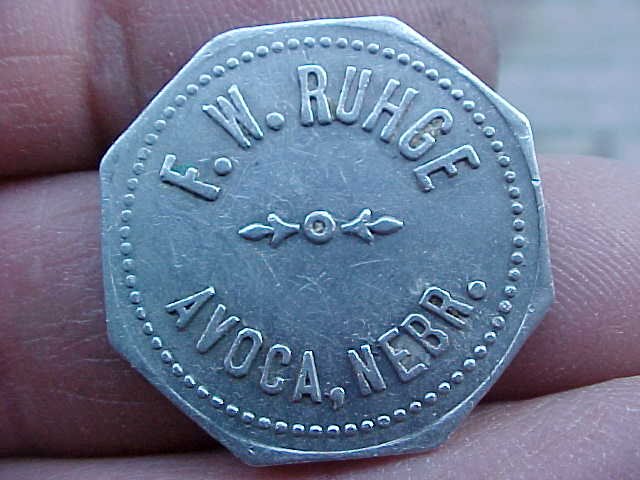 F. W. RUHGE
AVOCA, NEBR.